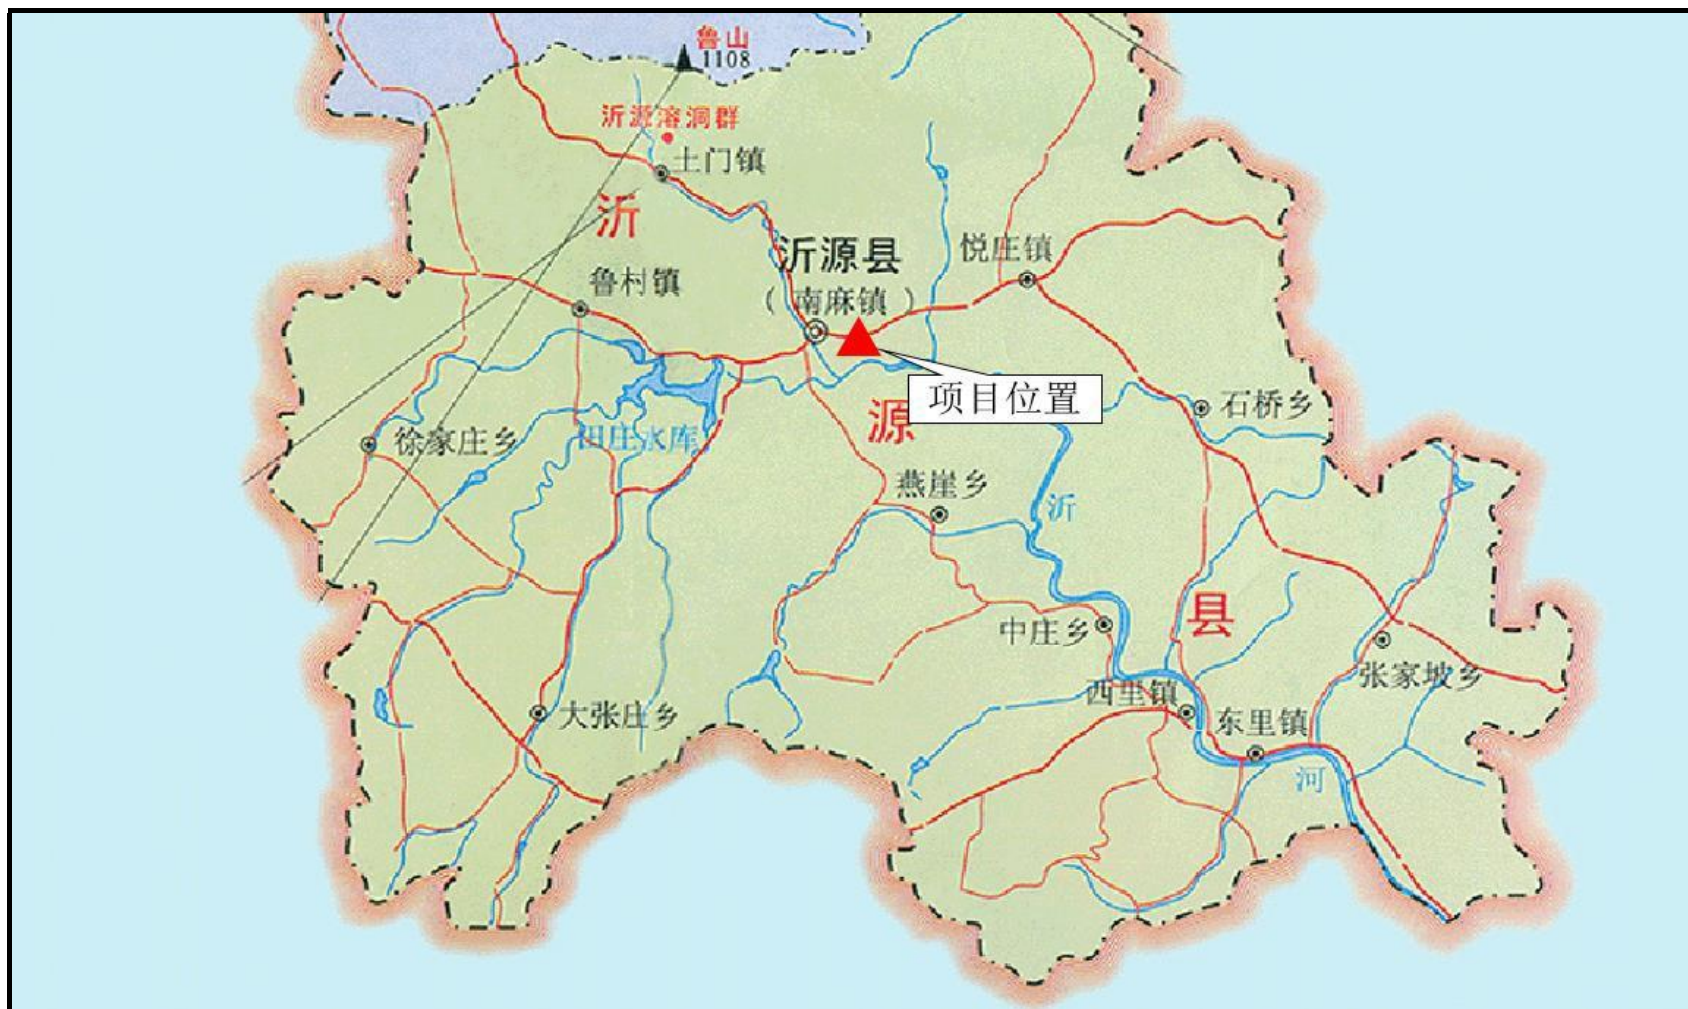 鲁山
1108
沂源溶洞群
土门镇
沂
沂源县
悦庄镇
鲁村镇
（南麻镇）
项目位置
石桥乡
源
徐家庄乡
田庄水库
燕崖乡
沂
县
中庄乡
张家坡乡
西里镇
大张庄乡
东里镇
河